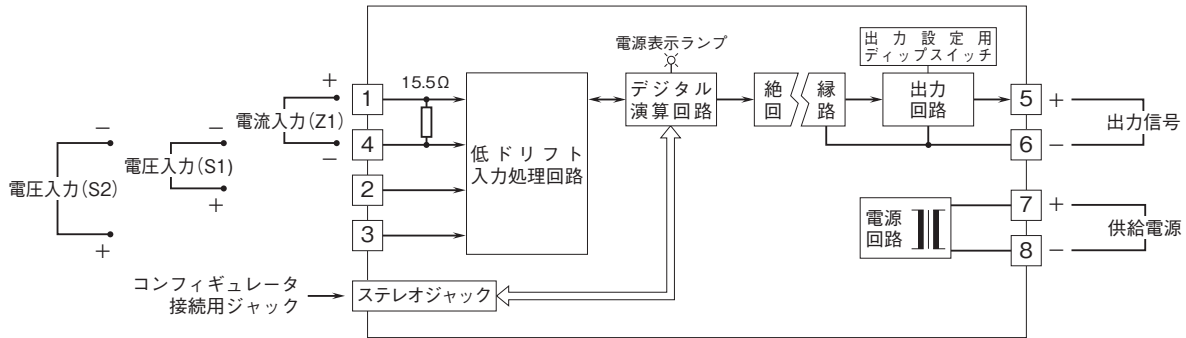 電源表示ランプ
出力設定用
ディップスイッチ
15.5Ω
1
4
2
3
+
電流入力(Z1)
−
−
電圧入力(S1)
+
−
電圧入力(S2)
+
低ドリフト
入力処理回路
デジタル
演算回路
絶縁
回路
出力
回路
5
6
+
出力信号
−
電源
回路
7
8
+
供給電源
−
コンフィギュレータ
接続用ジャック
ステレオジャック